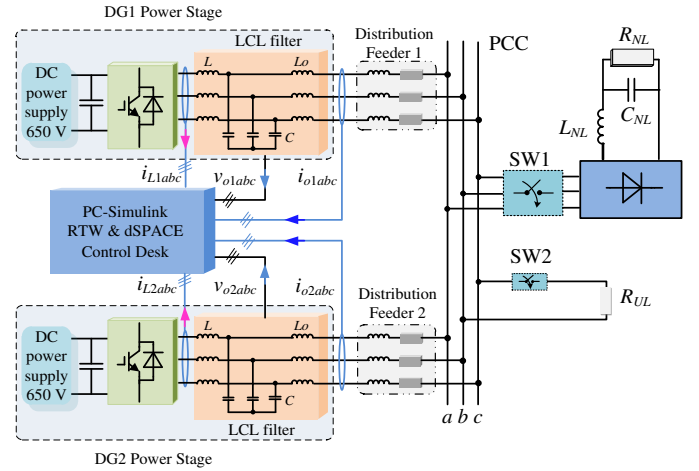 DG1 Power Stage
LCL filter
Distribution
Feeder 1
PCC
R_NL
DC
power
supply
650 V
L
Lo
C
C_NL
L_NL
SW1
i_L1abc
v_o1abc
i_o1abc
PC-Simulink
RTW & dSPACE
Control Desk
i_L2abc
v_o2abc
i_o2abc
SW2
R_UL
Distribution
Feeder 2
DC
power
supply
650 V
L
Lo
C
LCL filter
a b c
DG2 Power Stage